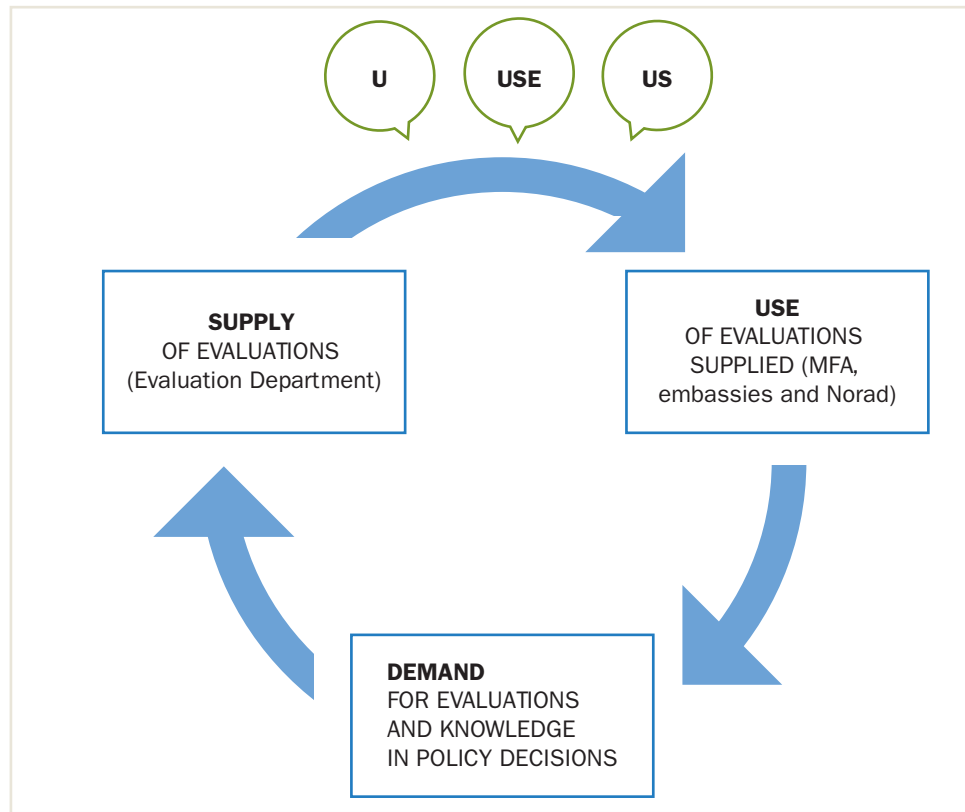 U
USE
US
SUPPLY
OF EVALUATIONS
(Evaluation Department)
USE
OF EVALUATIONS
SUPPLIED (MFA,
embassies and Norad)
DEMAND
FOR EVALUATIONS
AND KNOWLEDGE
IN POLICY DECISIONS